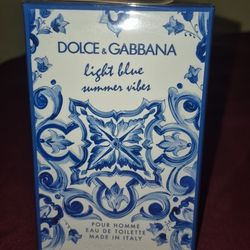 DOLCE & GABBANA
light blue
summer vibes
POUR HOMME
EAU DE TOILETTE
MADE IN ITALY